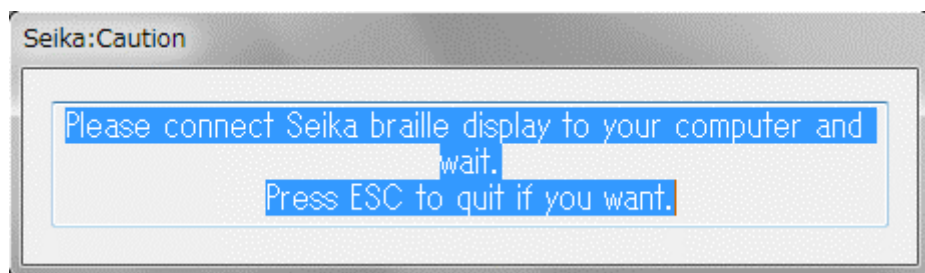 Seika:Caution
Please connect Seika braille display to your computer and
wait.
Press ESC to quit if you want.